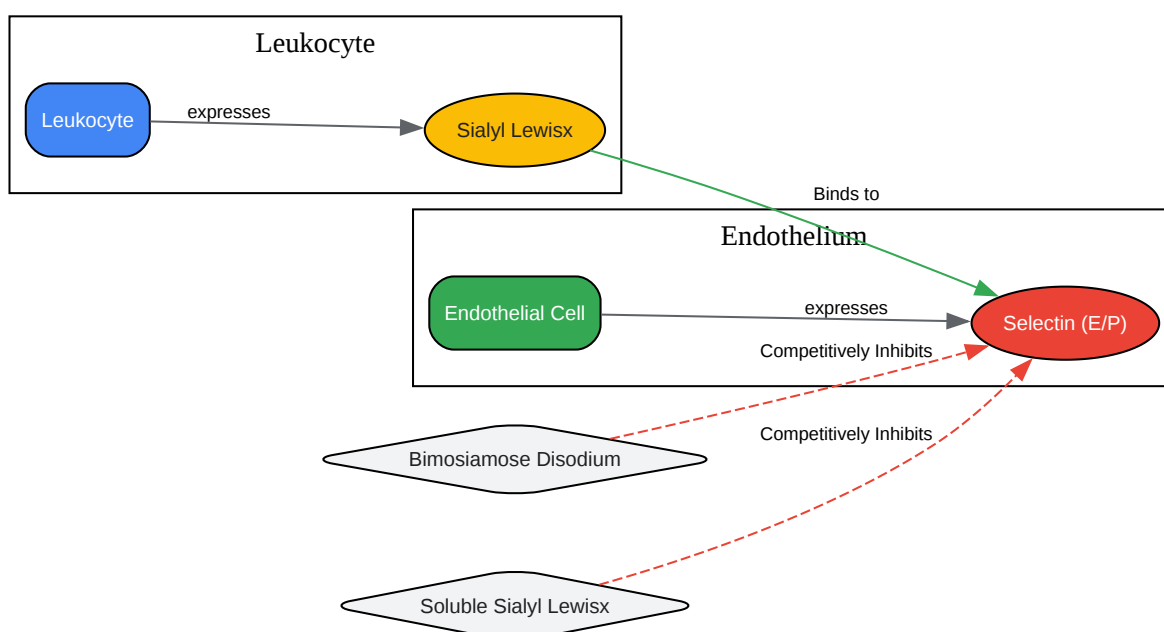 Leukocyte
Leukocyte
expresses
Sialyl Lewisx
Binds to
Endothelium
Endothelial Cell
expresses
Selectin (E/P)
Competitively Inhibits
Competitively Inhibits
Bimosiamose Disodium
Soluble Sialyl Lewisx